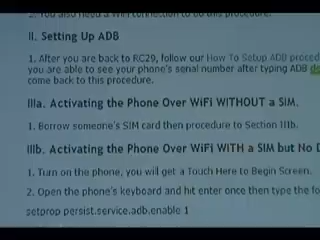 2. You also need a WiFi connection to do this procedure.
II. Setting Up ADB
1. After you are back to RC29, follow our How To Setup ADB proced
you are able to see your phone's serial number after typing ADB
come back to this procedure.
IIIa. Activating the Phone Over WiFi WITHOUT a SIM.
1. Borrow someone's SIM card then procedure to Section IIIb.
IIIb. Activating the Phone Over WiFi WITH a SIM but No D
1. Turn on the phone, you will get a Touch Here to Begin Screen.
2. Open the phone's keyboard and hit enter once then type the fo
setprop persist.service.adb.enable 1